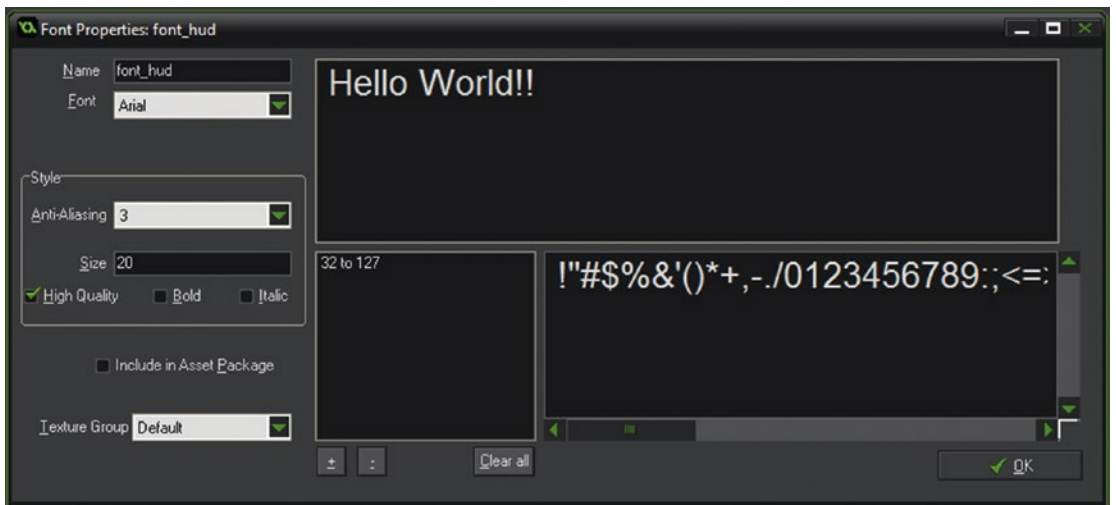 Font Properties: font_hud
Name font_hud
Font Arial
Hello World!!
Style
Anti-Aliasing 3
Size 20
High Quality Bold Italic
32 to 127
!"#$%&'()*+,-./0123456789:;<=
Include in Asset Package
Texture Group Default
+ - Clear all
OK